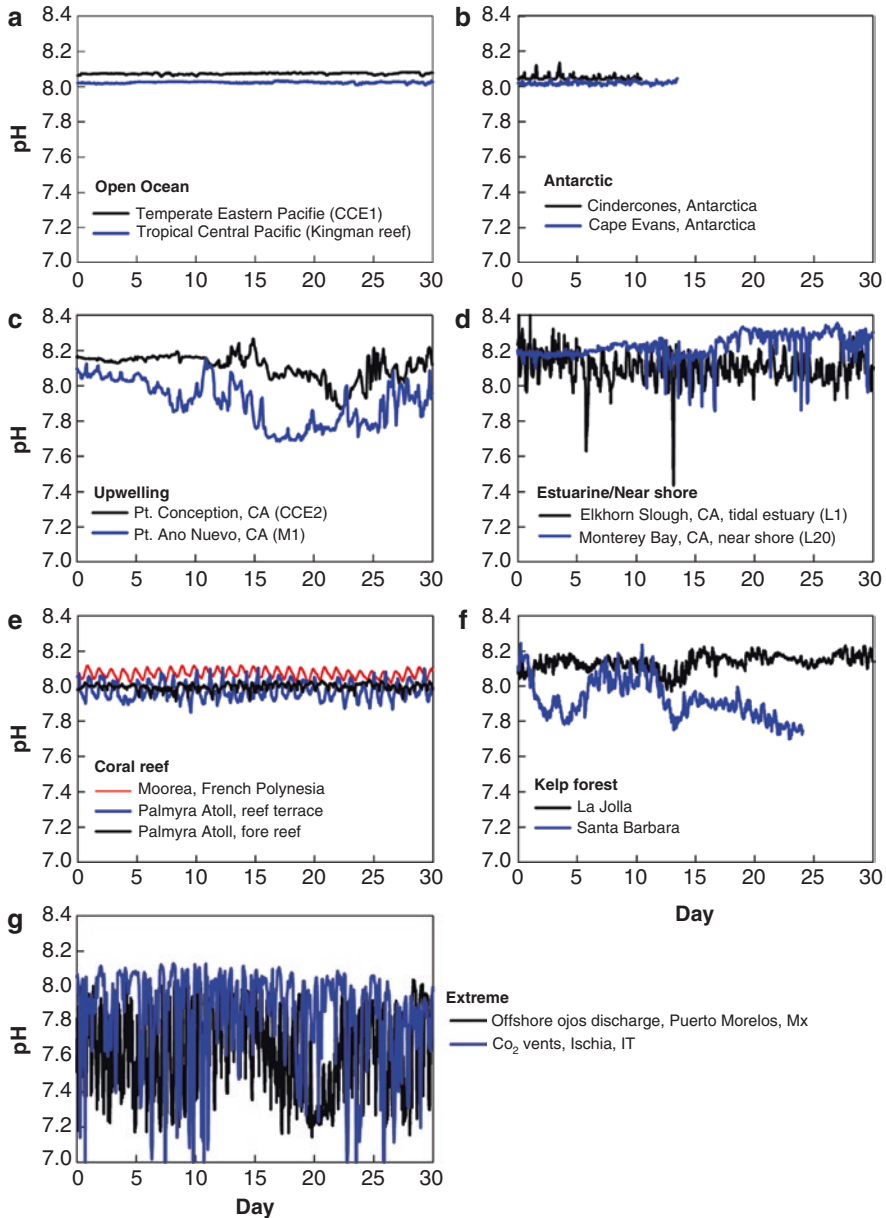 a
8.4
8.2
8.0
7.8
7.6
7.4
7.2
7.0
pH
Open Ocean
Temperate Eastern Pacifie (CCE1)
Tropical Central Pacific (Kingman reef)
0 5 10 15 20 25 30
b
8.4
8.2
8.0
7.8
7.6
7.4
7.2
7.0
pH
Antarctic
Cindercones, Antarctica
Cape Evans, Antarctica
0 5 10 15 20 25 30
c
8.4
8.2
8.0
7.8
7.6
7.4
7.2
7.0
pH
Upwelling
Pt. Conception, CA (CCE2)
Pt. Ano Nuevo, CA (M1)
0 5 10 15 20 25 30
d
8.4
8.2
8.0
7.8
7.6
7.4
7.2
7.0
pH
Estuarine/Near shore
Elkhorn Slough, CA, tidal estuary (L1)
Monterey Bay, CA, near shore (L20)
0 5 10 15 20 25 30
e
8.4
8.2
8.0
7.8
7.6
7.4
7.2
7.0
pH
Coral reef
Moorea, French Polynesia
Palmyra Atoll, reef terrace
Palmyra Atoll, fore reef
0 5 10 15 20 25 30
f
8.4
8.2
8.0
7.8
7.6
7.4
7.2
7.0
pH
Kelp forest
La Jolla
Santa Barbara
0 5 10 15 20 25 30
Day
g
8.4
8.2
8.0
7.8
7.6
7.4
7.2
7.0
pH
0 5 10 15 20 25 30
Day
Extreme
Offshore ojos discharge, Puerto Morelos, Mx
Co₂ vents, Ischia, IT